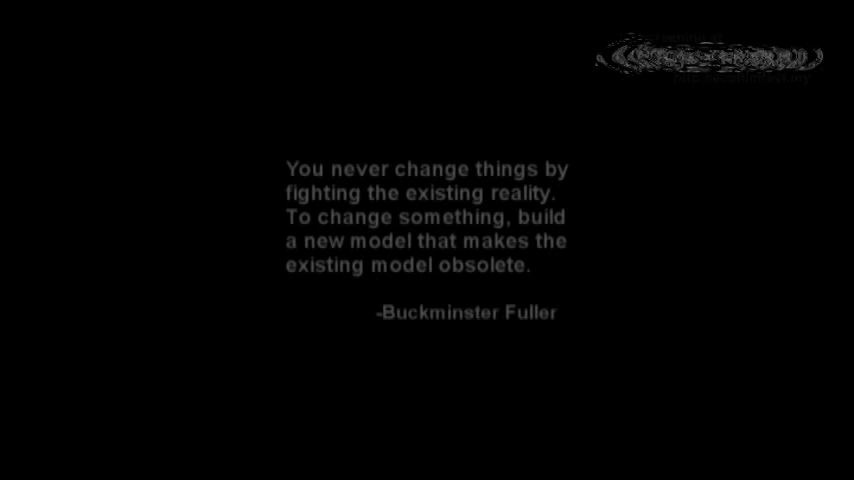 You never change things by
fighting the existing reality.
To change something, build
a new model that makes the
existing model obsolete.
-Buckminster Fuller